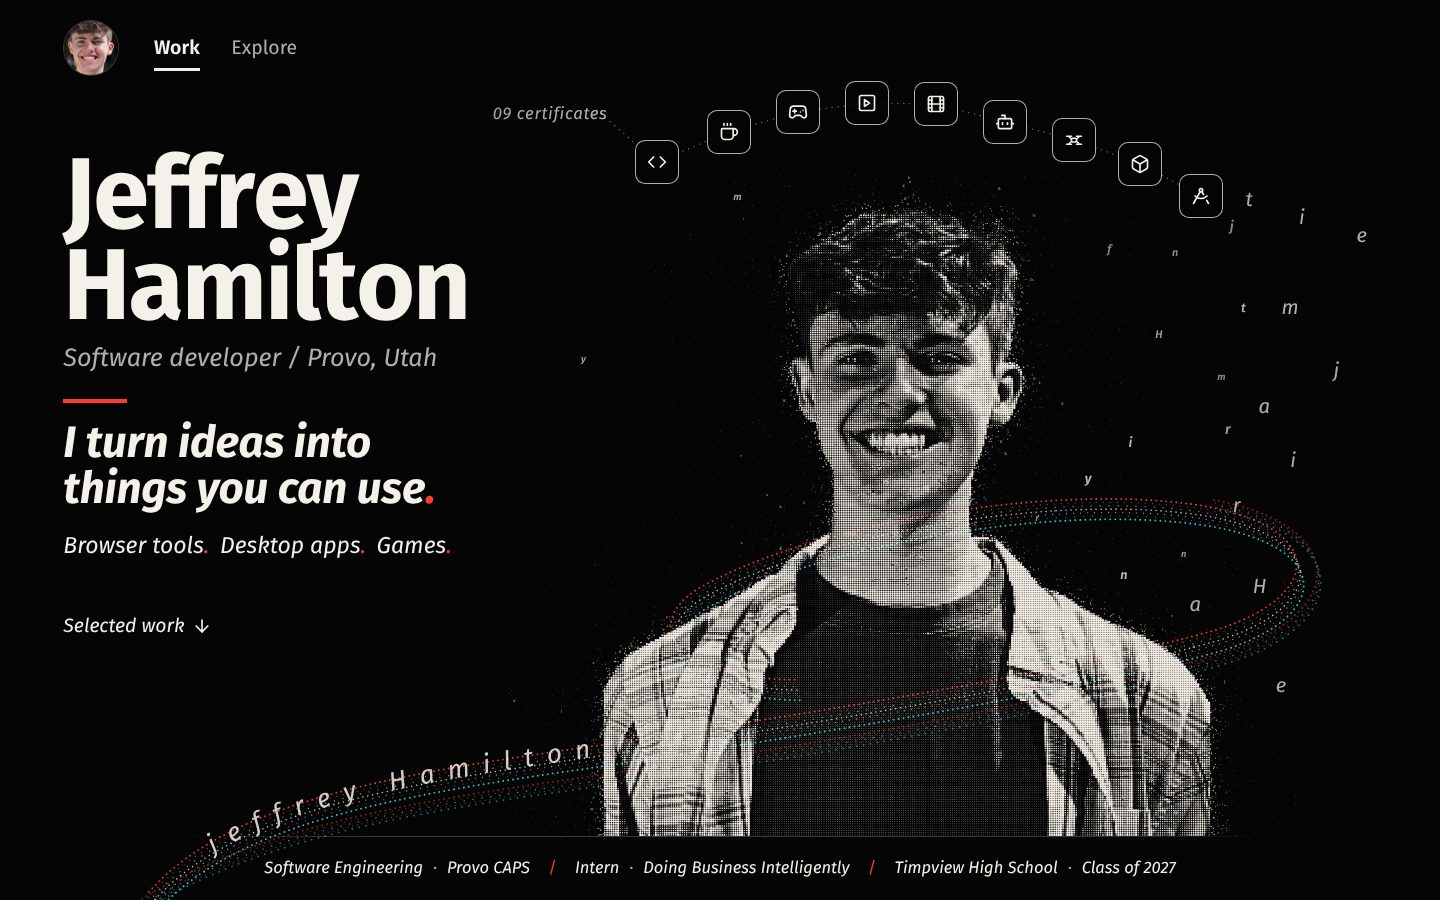 Work Explore
09 certificates
Jeffrey
Hamilton
Software developer / Provo, Utah
I turn ideas into
things you can use.
Browser tools. Desktop apps. Games.
Selected work ↓
jeffrey Hamilton
t
i
j
e
f
n
m
t
m
H
y
j
m
a
r
i
i
y
r
n
n
H
a
e
Software Engineering · Provo CAPS / Intern · Doing Business Intelligently / Timpview High School · Class of 2027